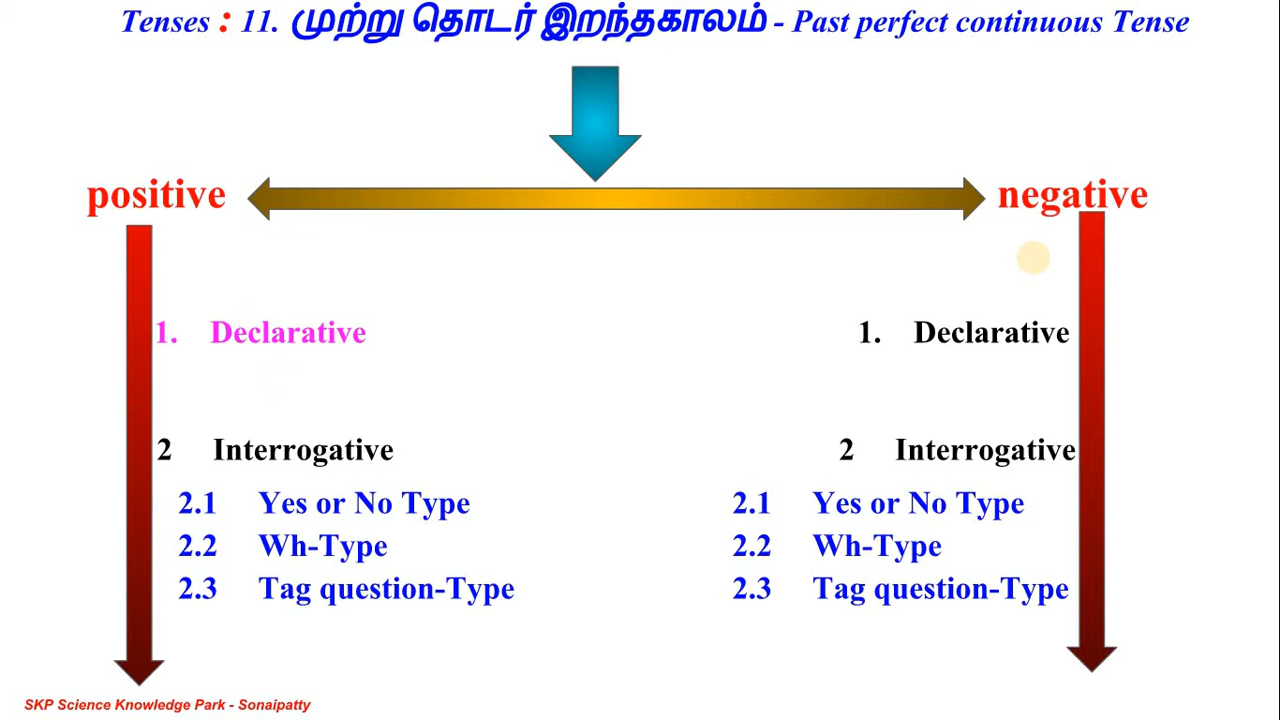 Tenses : 11. முற்று தொடர் இறந்தகாலம் - Past perfect continuous Tense
positive
negative
1. Declarative
1. Declarative
2 Interrogative
2 Interrogative
2.1 Yes or No Type
2.1 Yes or No Type
2.2 Wh-Type
2.2 Wh-Type
2.3 Tag question-Type
2.3 Tag question-Type
SKP Science Knowledge Park - Sonaipatty